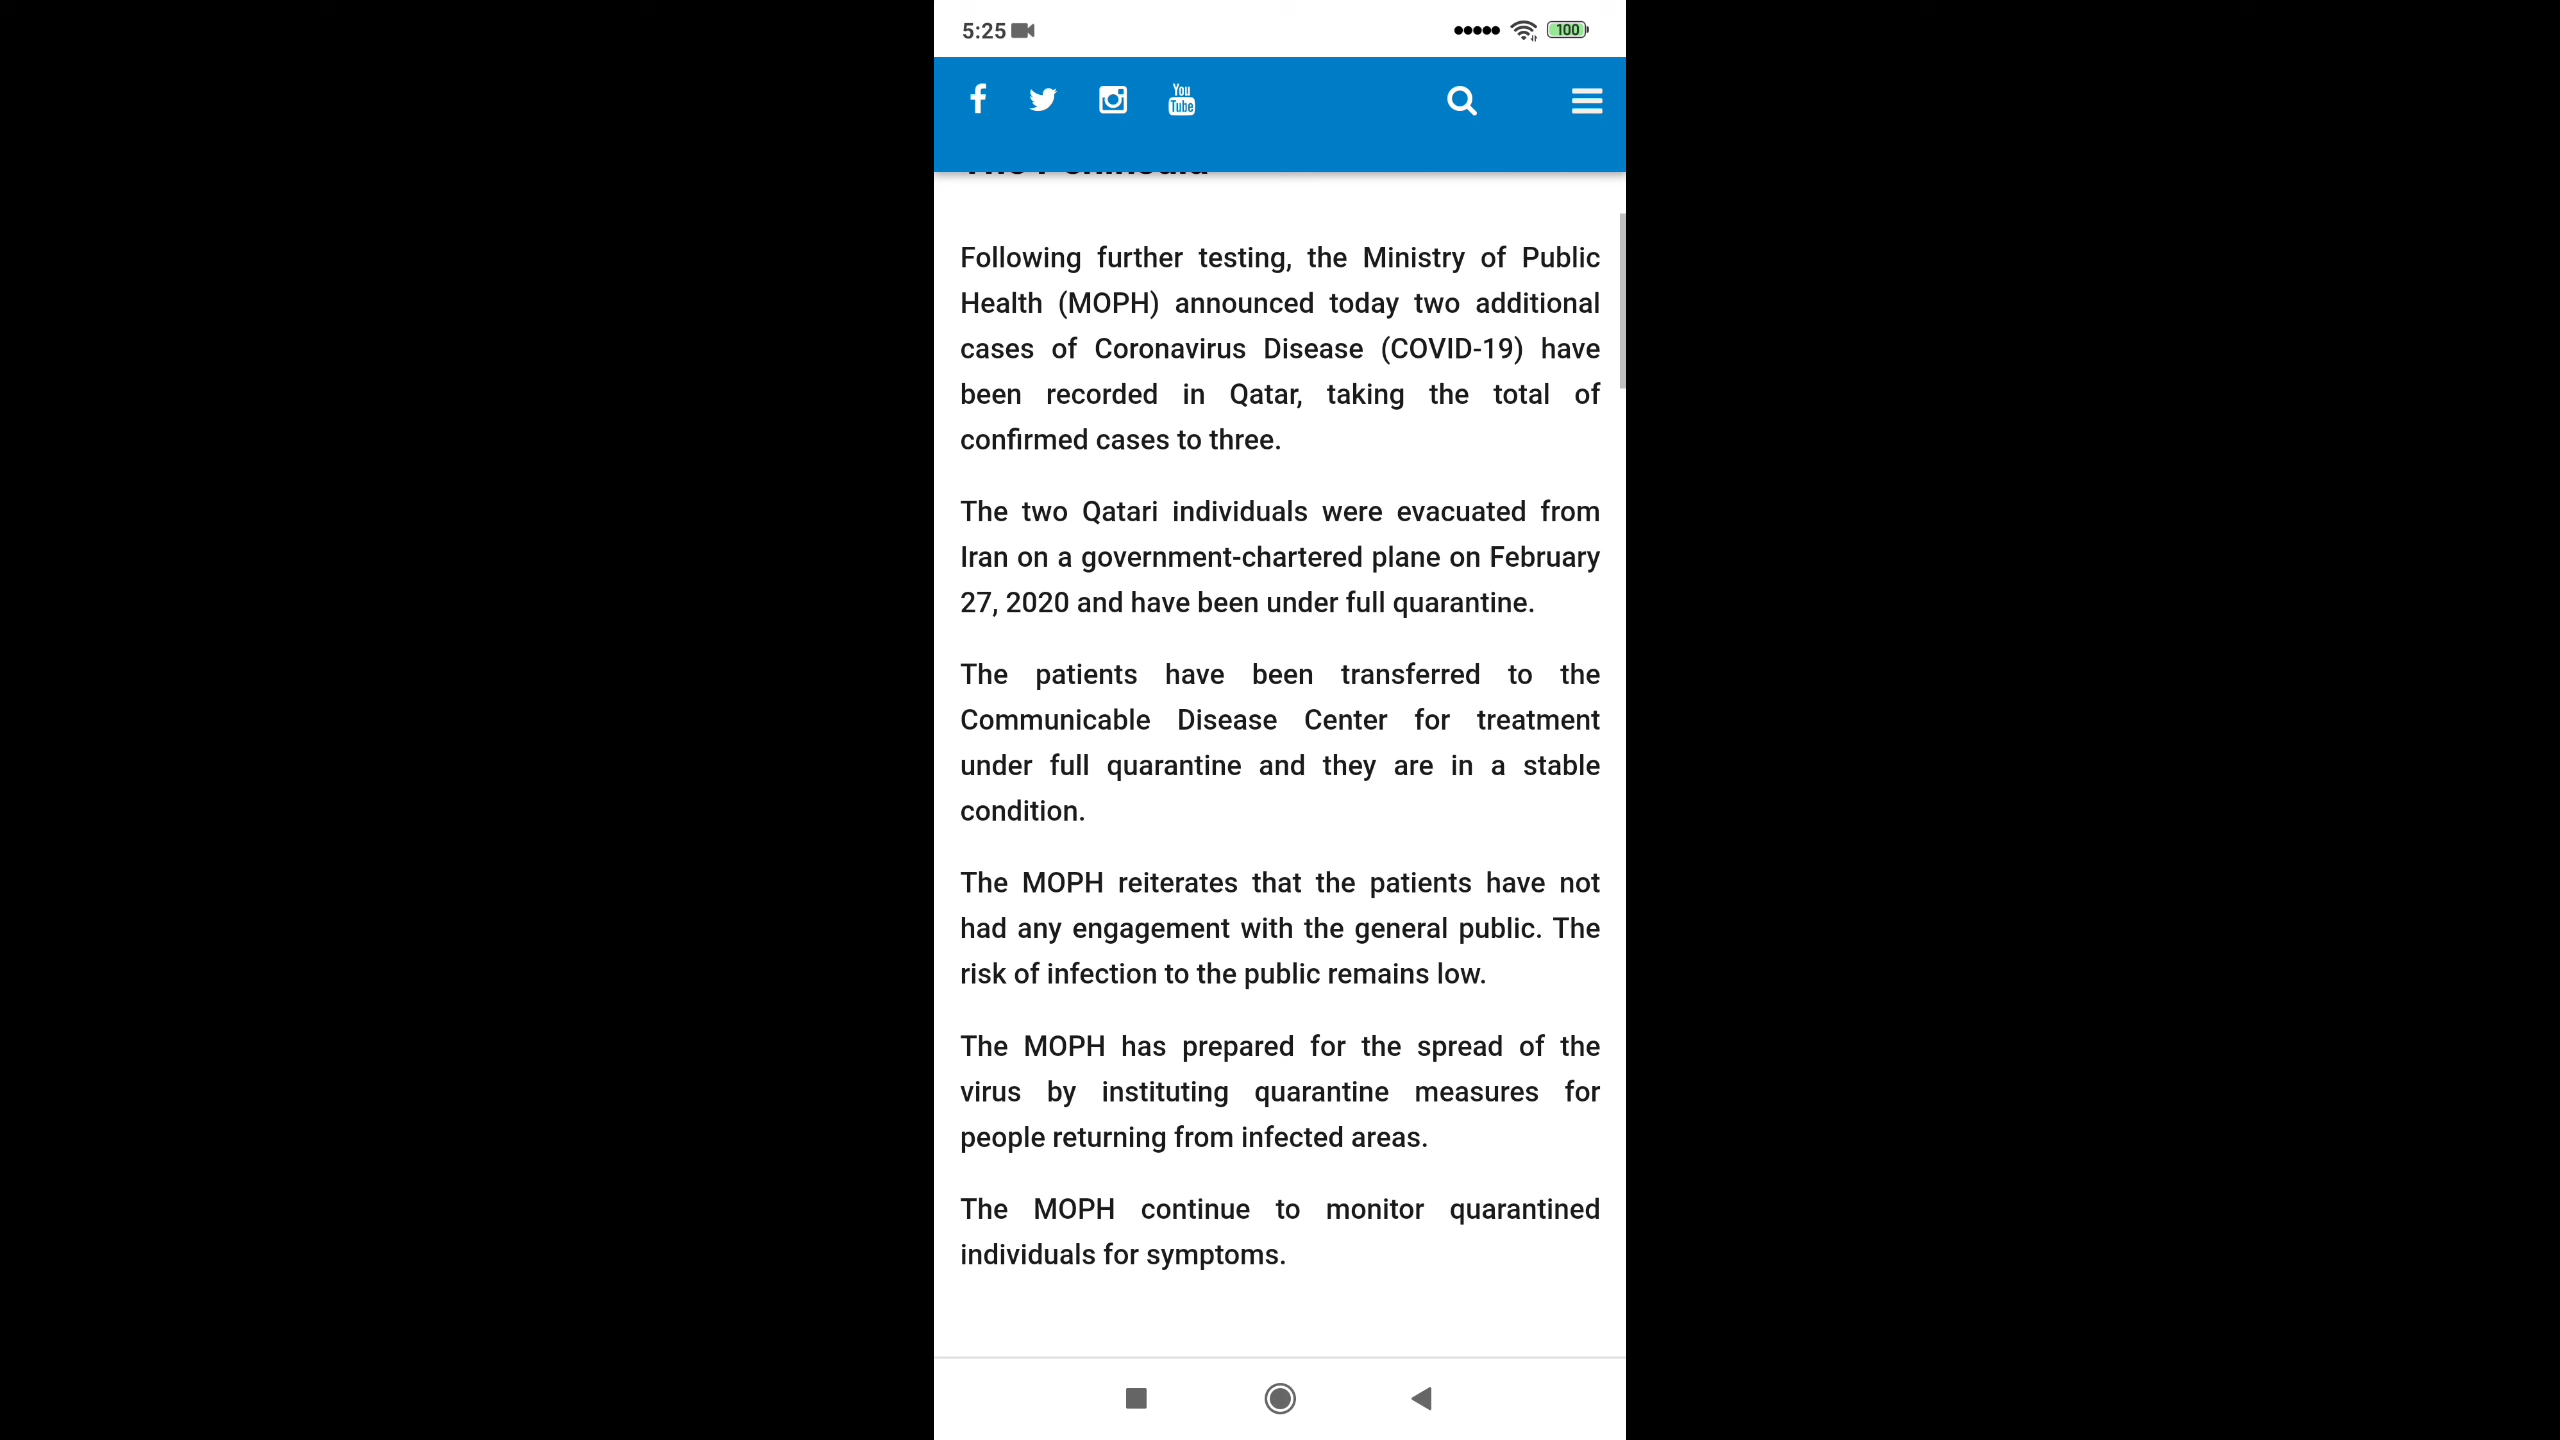 5:25
100
You
Tube
Following further testing, the Ministry of Public
Health (MOPH) announced today two additional
cases of Coronavirus Disease (COVID-19) have
been recorded in Qatar, taking the total of
confirmed cases to three.
The two Qatari individuals were evacuated from
Iran on a government-chartered plane on February
27, 2020 and have been under full quarantine.
The patients have been transferred to the
Communicable Disease Center for treatment
under full quarantine and they are in a stable
condition.
The MOPH reiterates that the patients have not
had any engagement with the general public. The
risk of infection to the public remains low.
The MOPH has prepared for the spread of the
virus by instituting quarantine measures for
people returning from infected areas.
The MOPH continue to monitor quarantined
individuals for symptoms.